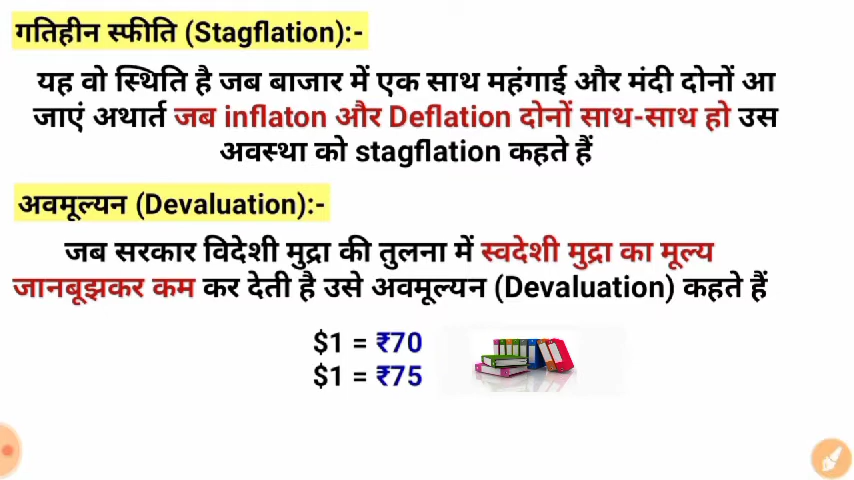 गतिहीन स्फीति (Stagflation):-
यह वो स्थिति है जब बाजार में एक साथ महंगाई और मंदी दोनों आ
जाएं अथार्त जब inflaton और Deflation दोनों साथ-साथ हो उस
अवस्था को stagflation कहते हैं
अवमूल्यन (Devaluation):-
जब सरकार विदेशी मुद्रा की तुलना में स्वदेशी मुद्रा का मूल्य
जानबूझकर कम कर देती है उसे अवमूल्यन (Devaluation) कहते हैं
$1 = ₹70
$1 = ₹75